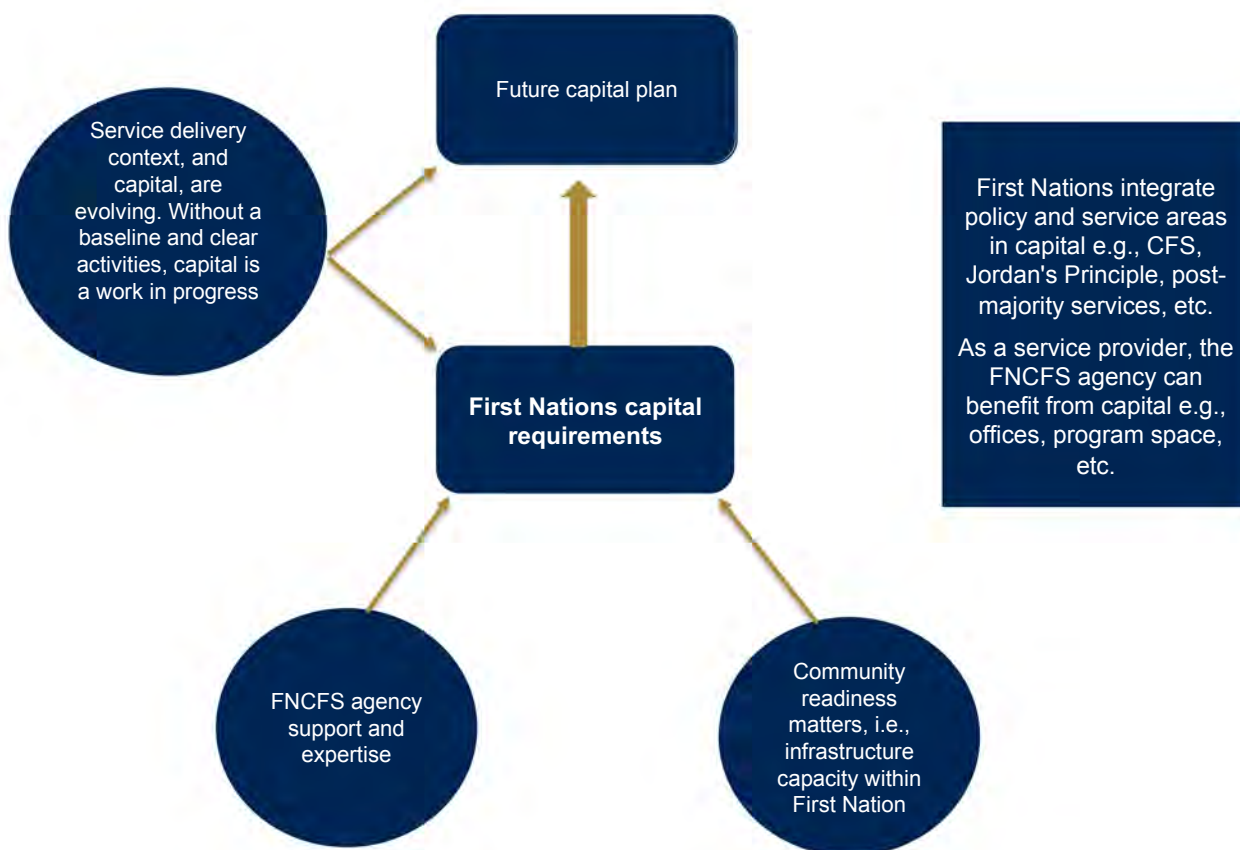 Future capital plan
Service delivery
context, and
capital, are
evolving. Without a
baseline and clear
activities, capital is
a work in progress
First Nations integrate
policy and service areas
in capital e.g., CFS,
Jordan's Principle, post-
majority services, etc.
As a service provider, the
FNCFS agency can
benefit from capital e.g.,
offices, program space,
etc.
First Nations capital
requirements
FNCFS agency
support and
expertise
Community
readiness
matters, i.e.,
infrastructure
capacity within
First Nation